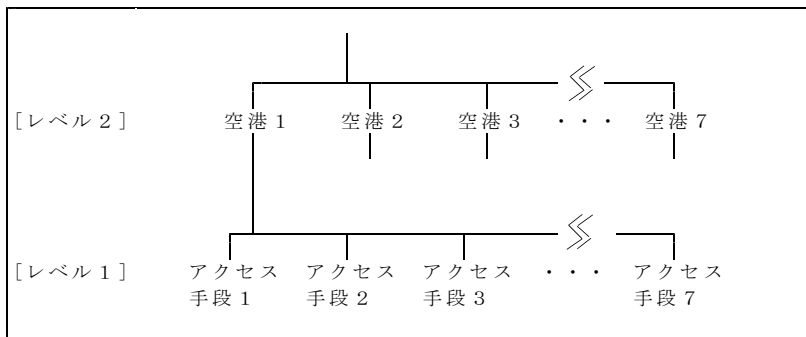 [レベル2] 空港1 空港2 空港3 ・・・ 空港7
[レベル1] アクセス アクセス アクセス ・・・ アクセス
手段1 手段2 手段3 手段7